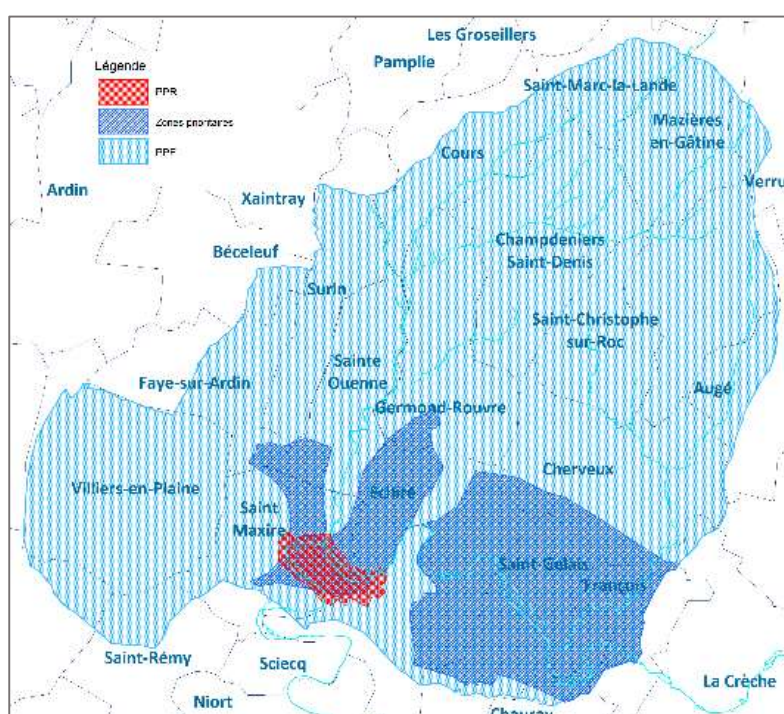 Les Groseillers
Pamplie
Légende
PPR
Zones prioritaires
PPE
Saint-Marc-la-Lande
Mazières
en-Gâtine
Cours
Ardin
Xaintray
Verru
Béceleuf
Champdeniers
Saint-Denis
Surin
Saint-Christophe
sur-Roc
Sainte
Ouenne
Faye-sur-Ardin
Augé
Germond-Rouvre
Cherveux
Villiers-en-Plaine
Echiré
Saint
Maxire
Saint-Gelais
François
Saint-Rémy
Sciecq
La Crèche
Niort
Chauray